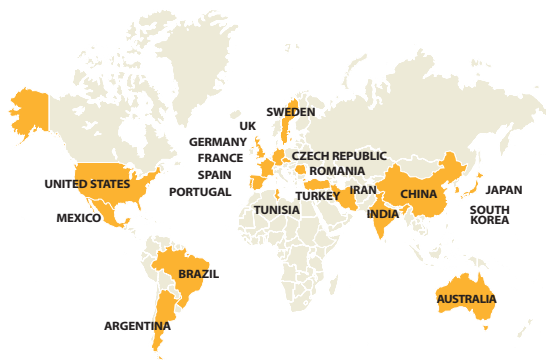 SWEDEN
UK
GERMANY
FRANCE
CZECH REPUBLIC
SPAIN
ROMANIA
UNITED STATES
PORTUGAL
TURKEY
IRAN
CHINA
JAPAN
MEXICO
TUNISIA
INDIA
SOUTH
KOREA
BRAZIL
AUSTRALIA
ARGENTINA